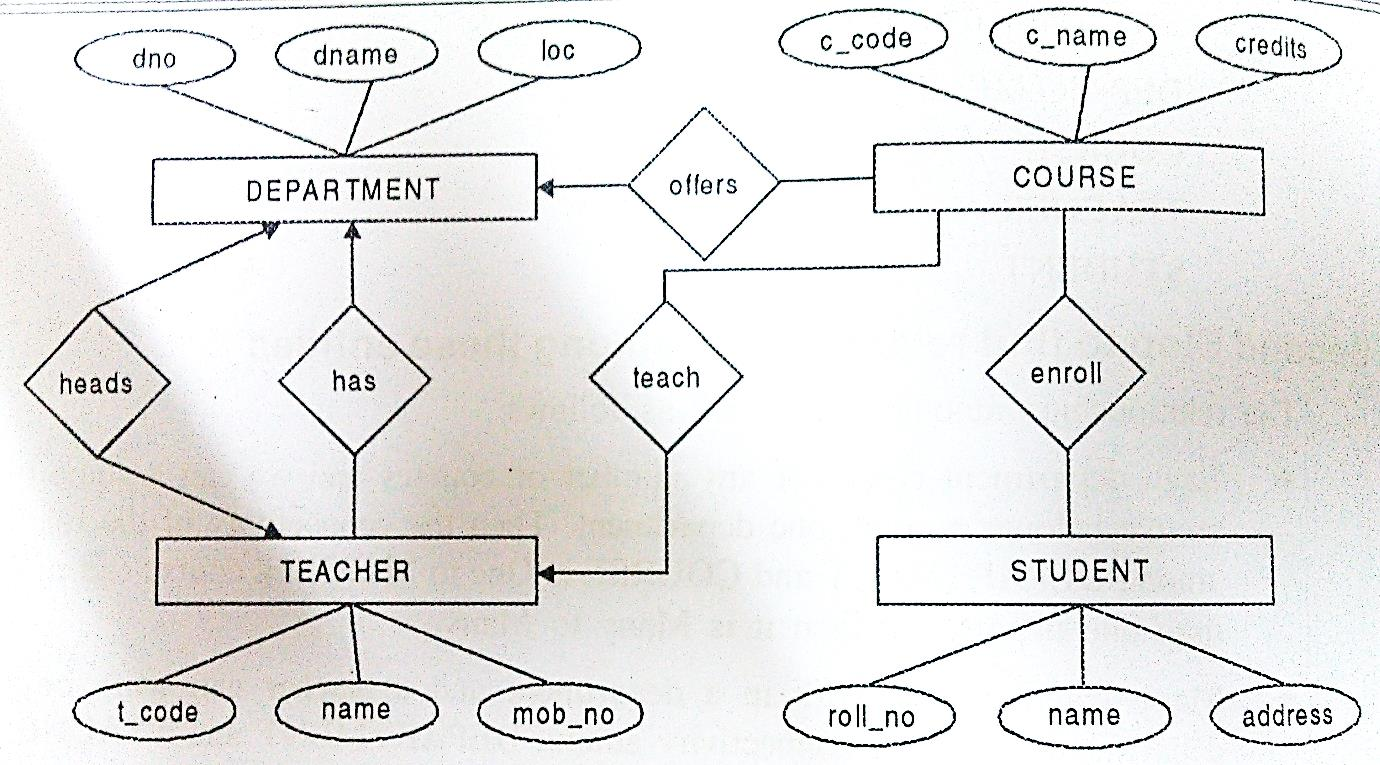 dno dname loc
c_code c_name credits
DEPARTMENT offers COURSE
heads has teach enroll
TEACHER STUDENT
t_code name mob_no
roll_no name address